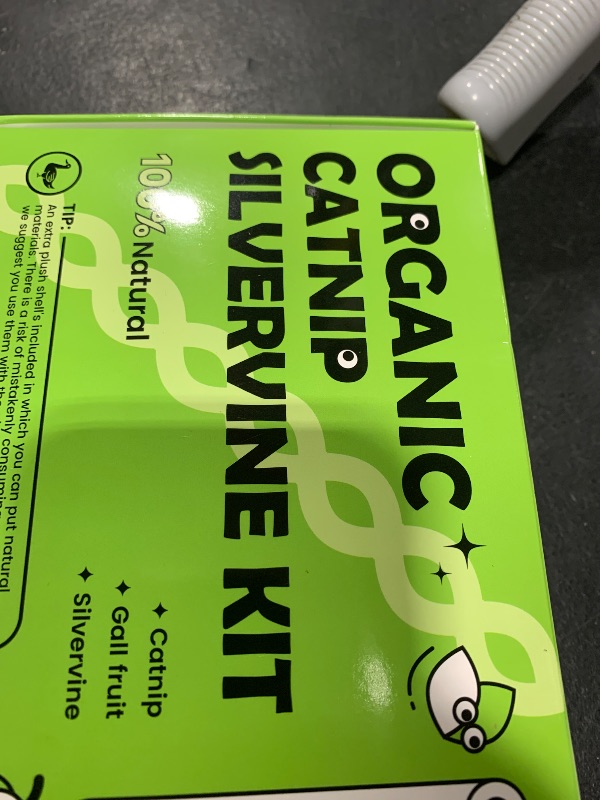 ORGANIC
CATNIP
SILVERVINE KIT
100% Natural
✦ Catnip
✦ Gall fruit
✦ Silvervine
TIP:
An extra plush shell's included in which you can put natural
materials. There is a risk of mistakenly consuming
we suggest you use them with the